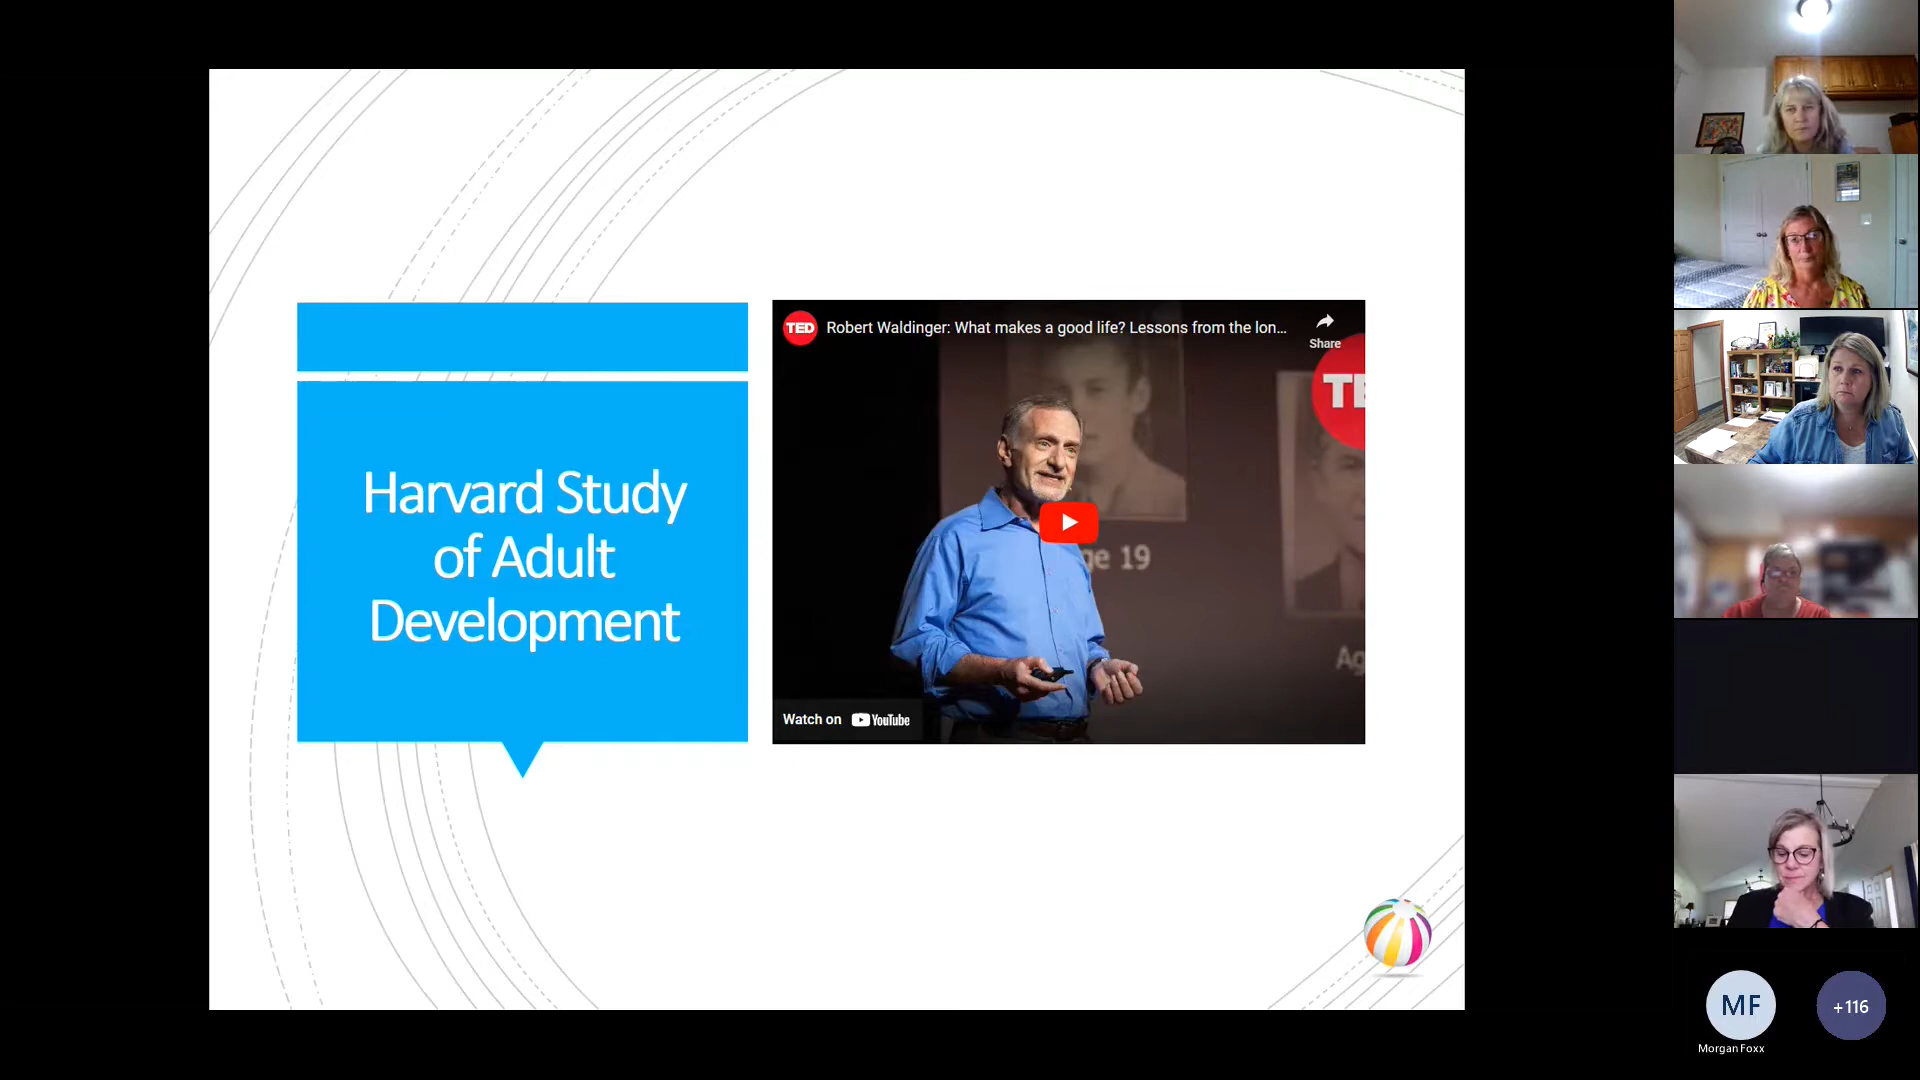 TED
Robert Waldinger: What makes a good life? Lessons from the lon...
Share
TE
Harvard Study
of Adult
Development
ge 19
Ag
Watch on YouTube
MF
+116
Morgan Foxx